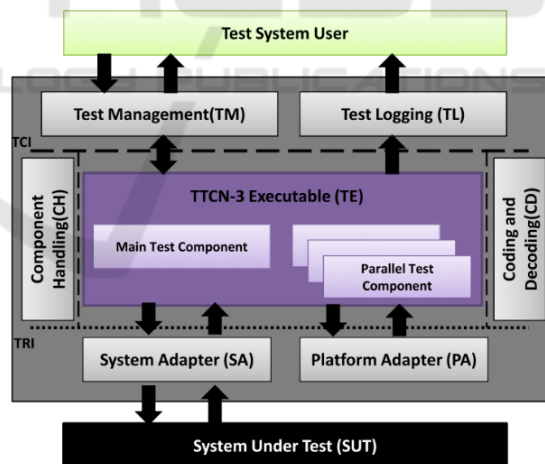 Test System User
LOGY PUBLICATIONS
Test Management(TM)
Test Logging (TL)
TCI
Component
Handling(CH)
TTCN-3 Executable (TE)
Main Test Component
Parallel Test
Component
Coding and
Decoding(CD)
TRI
System Adapter (SA)
Platform Adapter (PA)
System Under Test (SUT)